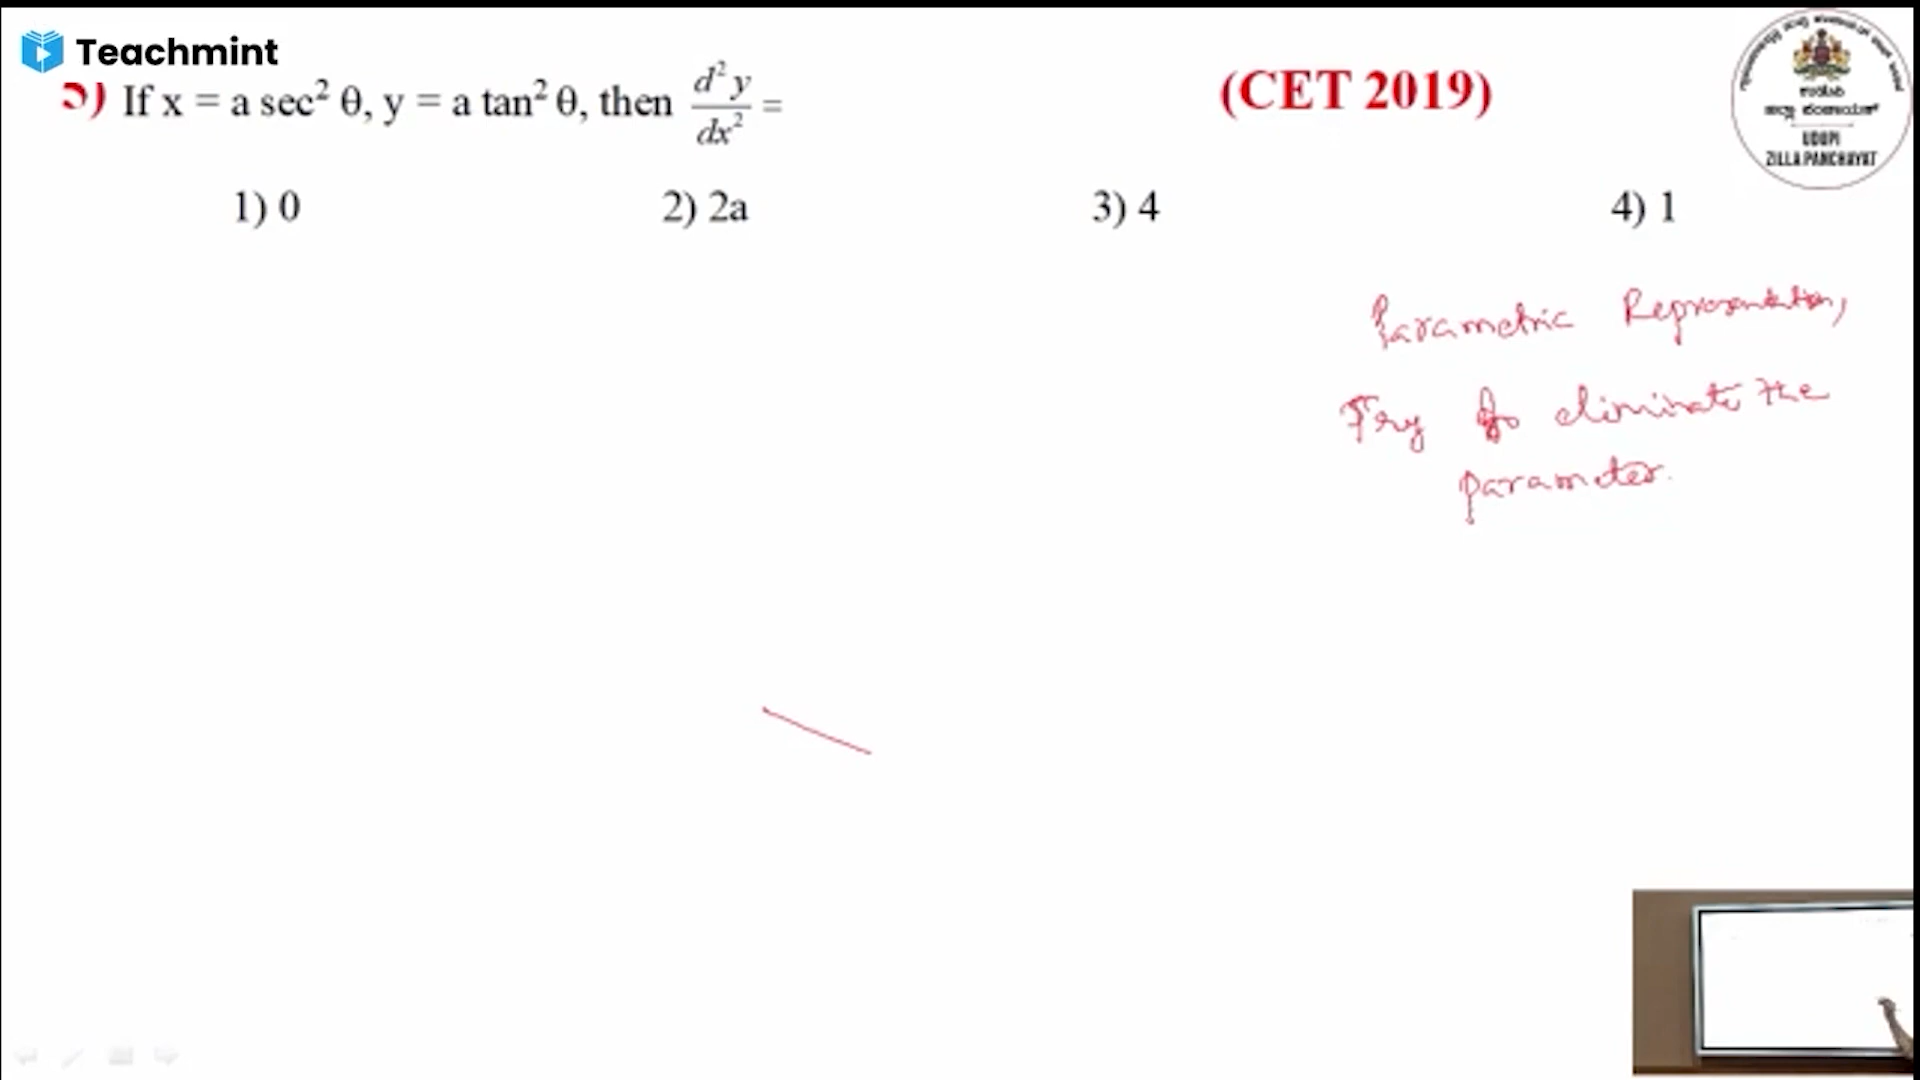 Teachmint
5) If x = a sec² θ, y = a tan² θ, then d²y/dx² =
(CET 2019)
1) 0 2) 2a 3) 4 4) 1
UDUPI
ZILLA PANCHAYAT
Parametric Representation,
Try to eliminate the
parameter.